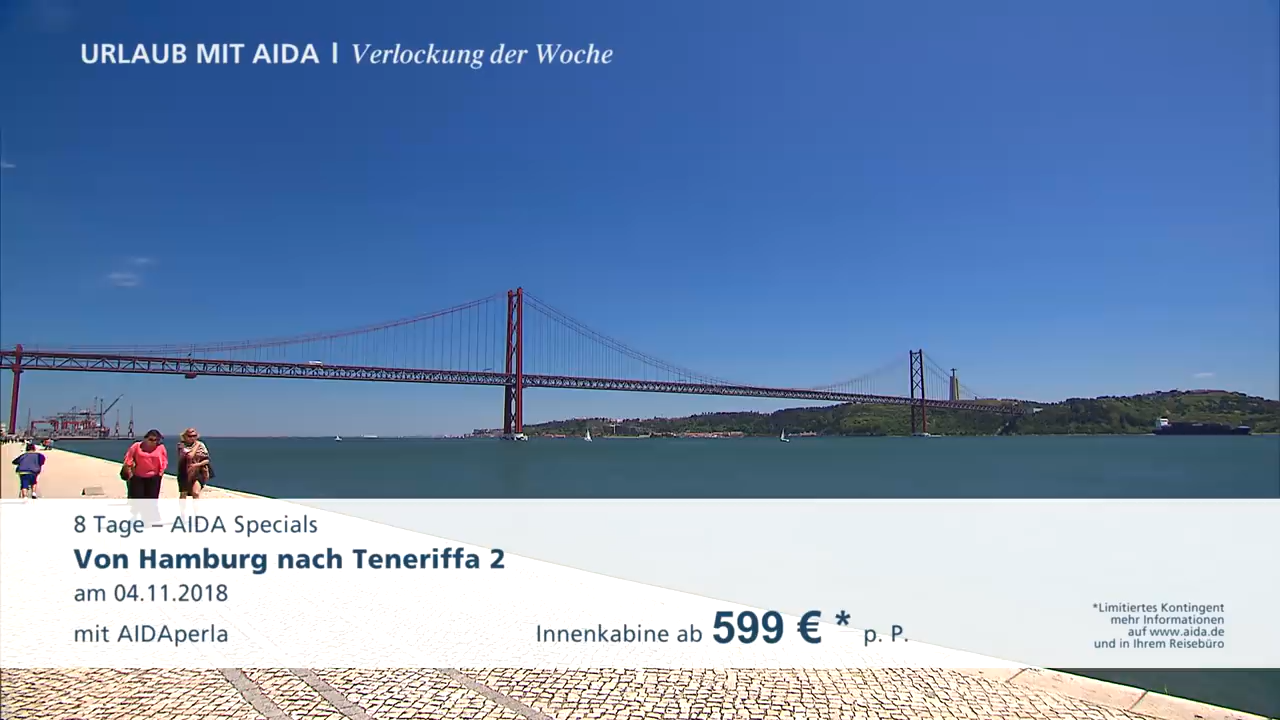 URLAUB MIT AIDA | Verlockung der Woche
8 Tage – AIDA Specials
Von Hamburg nach Teneriffa 2
am 04.11.2018
mit AIDAperla
Innenkabine ab 599 € * p. P.
*Limitiertes Kontingent
mehr Informationen
auf www.aida.de
und in Ihrem Reisebüro